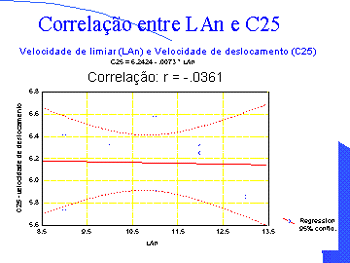 Correlação entre LAn e C25
Velocidade de limiar (LAn) e Velocidade de deslocamento (C25)
C25 = 6.2424 - .0073 * LAn
Correlação: r = -.0361
C25 - velocidade de deslocamento
6.8
6.6
6.4
6.2
6.0
5.8
5.6
8.5 9.5 10.5 11.5 12.5 13.5
LAn
Regression
95% confid.